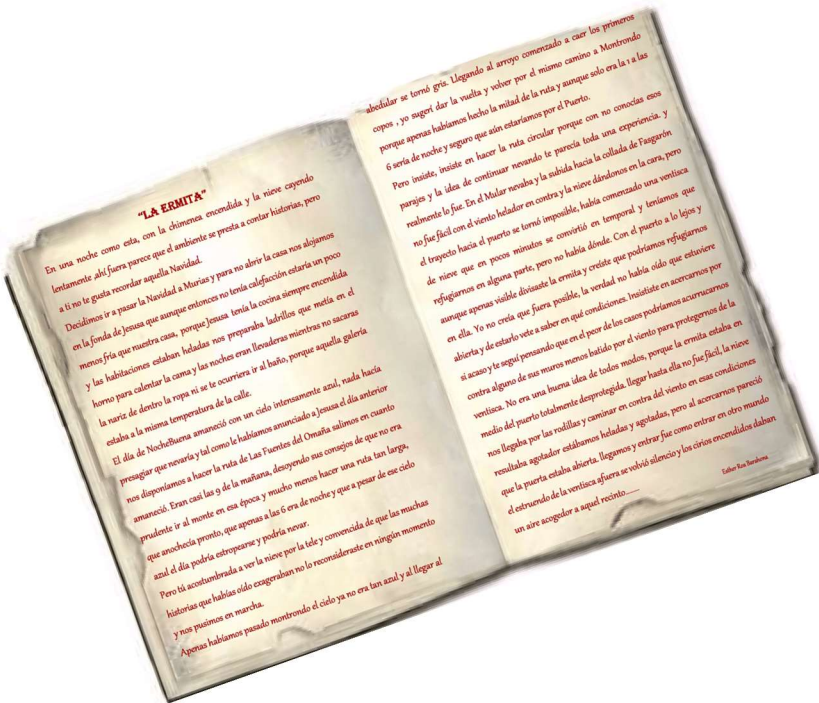 "LA ERMITA"
En una noche como esta, con la chimenea encendida y la nieve cayendo
lentamente ,ahí fuera parece que el ambiente se presta a contar historias, pero
a ti no te gusta recordar aquella Navidad.
Decidimos ir a pasar la Navidad a Murias y para no abrir la casa nos alojamos
en la fonda de Jesusa que aunque entonces no tenía calefacción estaría un poco
menos fría que nuestra casa, porque Jesusa tenía la cocina siempre encendida
y las habitaciones estaban heladas nos preparaba ladrillos que metía en el
horno para calentar la cama y las noches eran llevaderas mientras no sacaras
la nariz de dentro la ropa ni se te ocurriera ir al baño, porque aquella galería
estaba a la misma temperatura de la calle.
El día de NocheBuena amaneció con un cielo intensamente azul, nada hacía
presagiar que nevaría y tal como le habíamos anunciado a Jesusa el día anterior
nos disponíamos a hacer la ruta de Las Fuentes del Omaña salimos en cuanto
amaneció. Eran casi las 9 de la mañana, desoyendo sus consejos de que no era
prudente ir al monte en esa época y mucho menos hacer una ruta tan larga,
que anochecía pronto, que apenas a las 6 era de noche y que a pesar de ese cielo
azul el día podría estropearse y podría nevar.
Pero tú acostumbrada a ver la nieve por la tele y convencida de que las muchas
historias que habías oído exageraban no lo reconsideraste en ningún momento
y nos pusimos en marcha.
Apenas habíamos pasado montrondo el cielo ya no era tan azul y al llegar al
abedular se tornó gris. Llegando al arroyo comenzado a caer los primeros
copos , yo sugerí dar la vuelta y volver por el mismo camino a Montrondo
porque apenas habíamos hecho la mitad de la ruta y aunque solo era la 1 a las
6 sería de noche y seguro que aún estaríamos por el Puerto.
Pero insiste, insiste en hacer la ruta circular porque con no conocías esos
parajes y la idea de continuar nevando te parecía toda una experiencia. y
realmente lo fue. En el Mular nevaba y la subida hacia la collada de Fasgarón
no fue fácil con el viento helador en contra y la nieve dándonos en la cara, pero
el trayecto hacia el puerto se tornó imposible, había comenzado una ventisca
de nieve que en pocos minutos se convirtió en temporal y teníamos que
refugiarnos en alguna parte, pero no había dónde. Con el puerto a lo lejos y
aunque apenas visible divisaste la ermita y creíste que podríamos refugiarnos
en ella. Yo no creía que fuera posible, la verdad no había oído que estuviere
abierta y de estarlo vete a saber en qué condiciones. Insististe en acercarnos por
si acaso y te seguí pensando que en el peor de los casos podríamos acurrucarnos
contra alguno de sus muros menos batido por el viento para protegernos de la
ventisca. No era una buena idea de todos modos, porque la ermita estaba en
medio del puerto totalmente desprotegida. llegar hasta ella no fue fácil, la nieve
nos llegaba por las rodillas y caminar en contra del viento en esas condiciones
resultaba agotador estábamos heladas y agotadas, pero al acercarnos pareció
que la puerta estaba abierta. llegamos y entrar fue como entrar en otro mundo
el estruendo de la ventisca afuera se volvió silencio y los cirios encendidos daban
un aire acogedor a aquel recinto......
Esther Roa Barahona